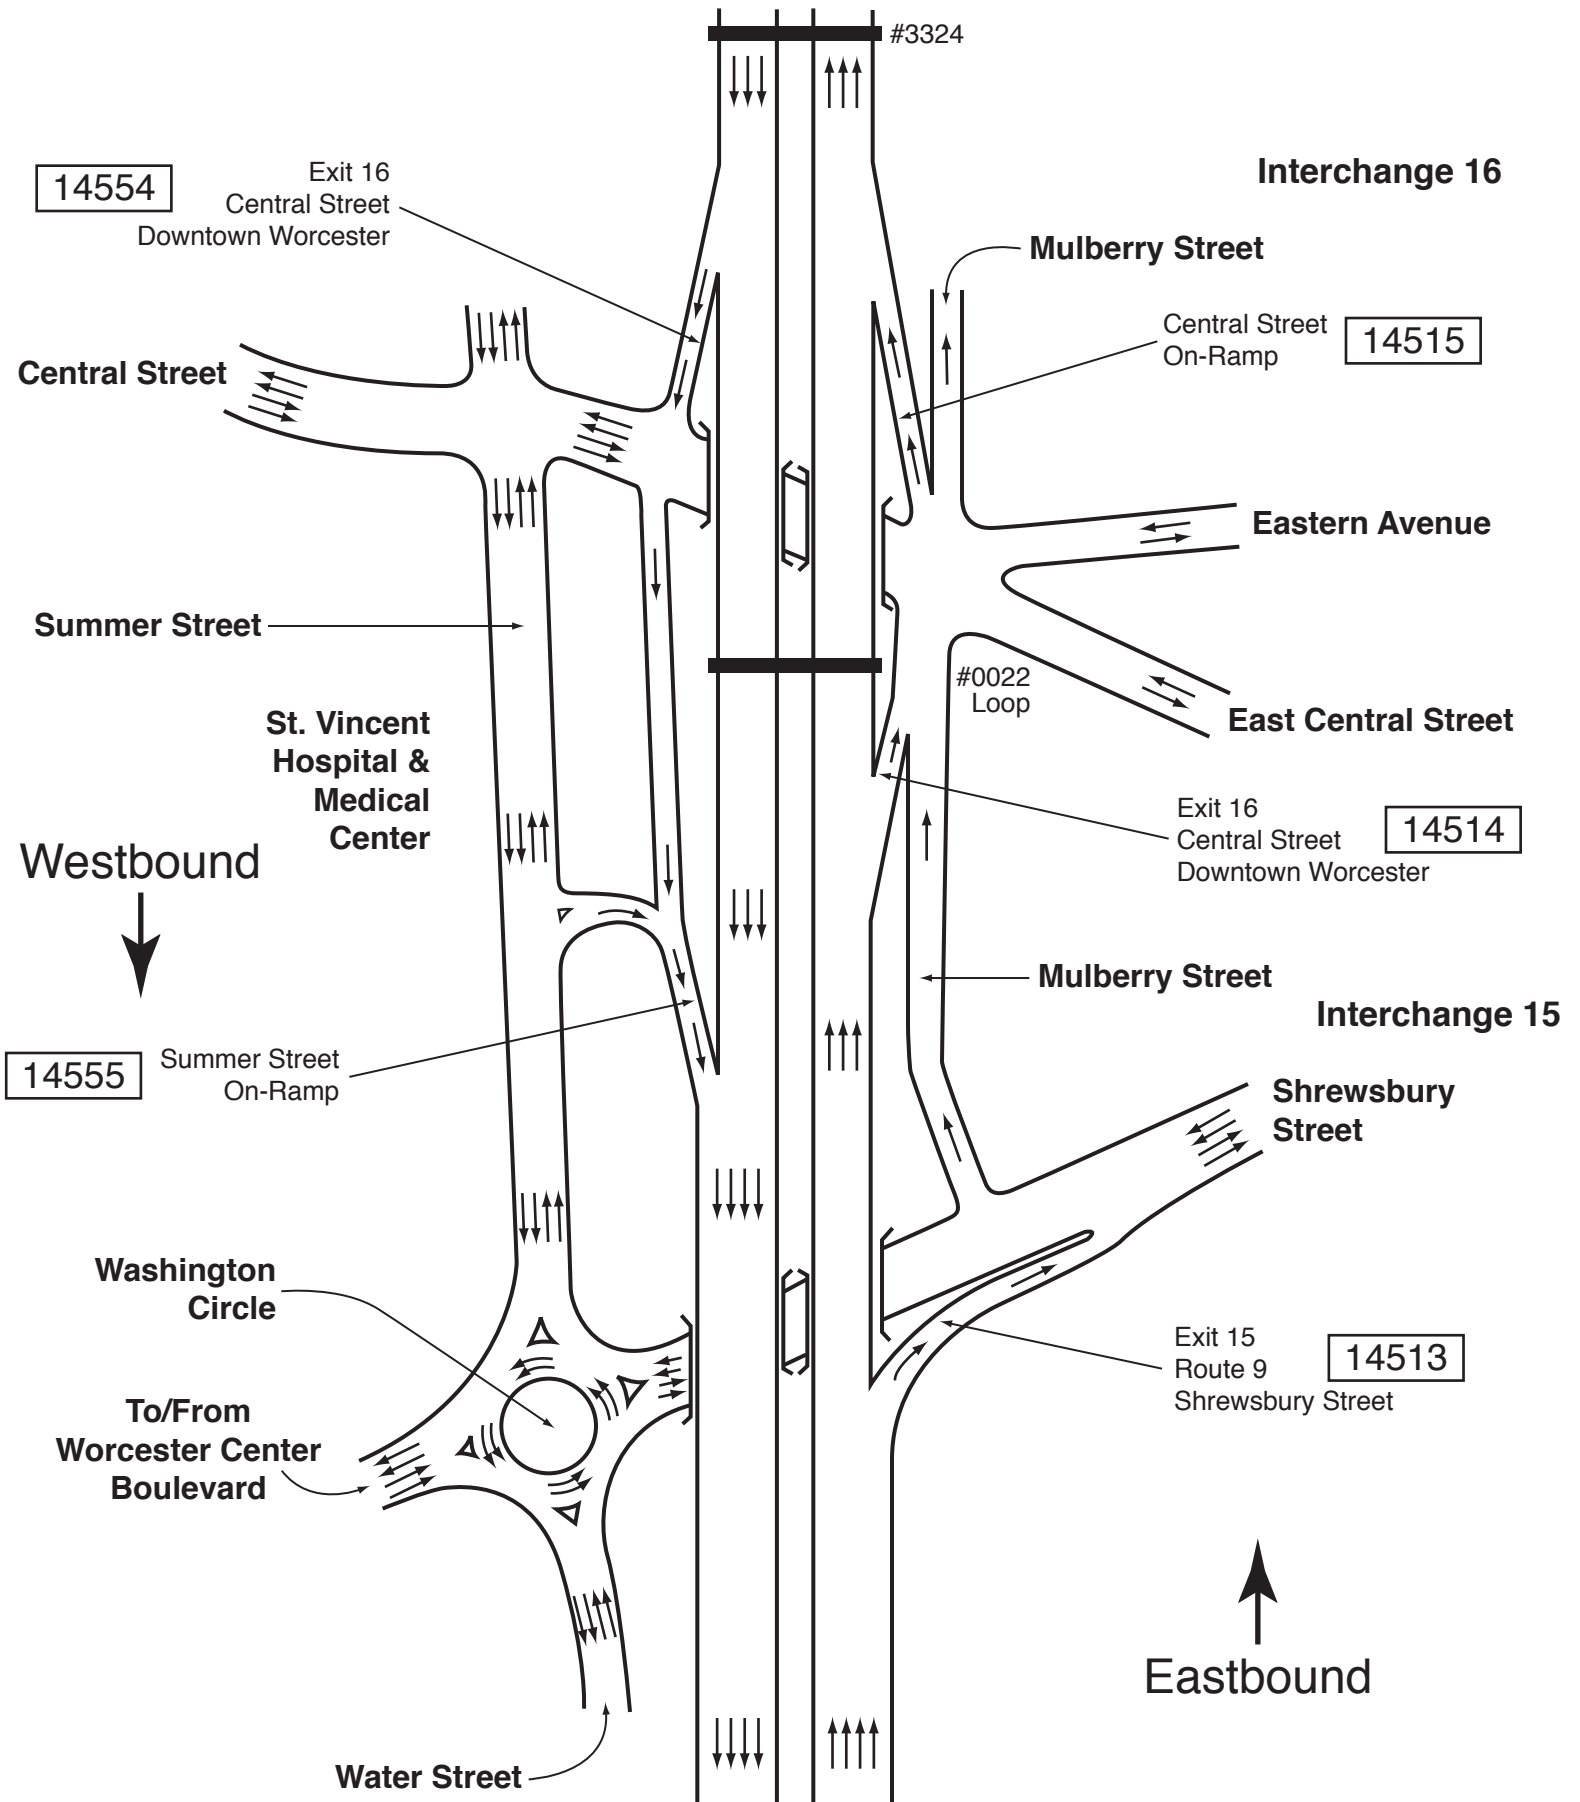 #3324
14554
Exit 16
Central Street
Downtown Worcester
Interchange 16
Mulberry Street
Central Street
On-Ramp
14515
Central Street
Eastern Avenue
Summer Street
#0022
Loop
East Central Street
St. Vincent
Hospital &
Medical
Center
Exit 16
Central Street
Downtown Worcester
14514
Westbound
Mulberry Street
Interchange 15
14555
Summer Street
On-Ramp
Shrewsbury
Street
Washington
Circle
Exit 15
Route 9
Shrewsbury Street
14513
To/From
Worcester Center
Boulevard
Eastbound
Water Street